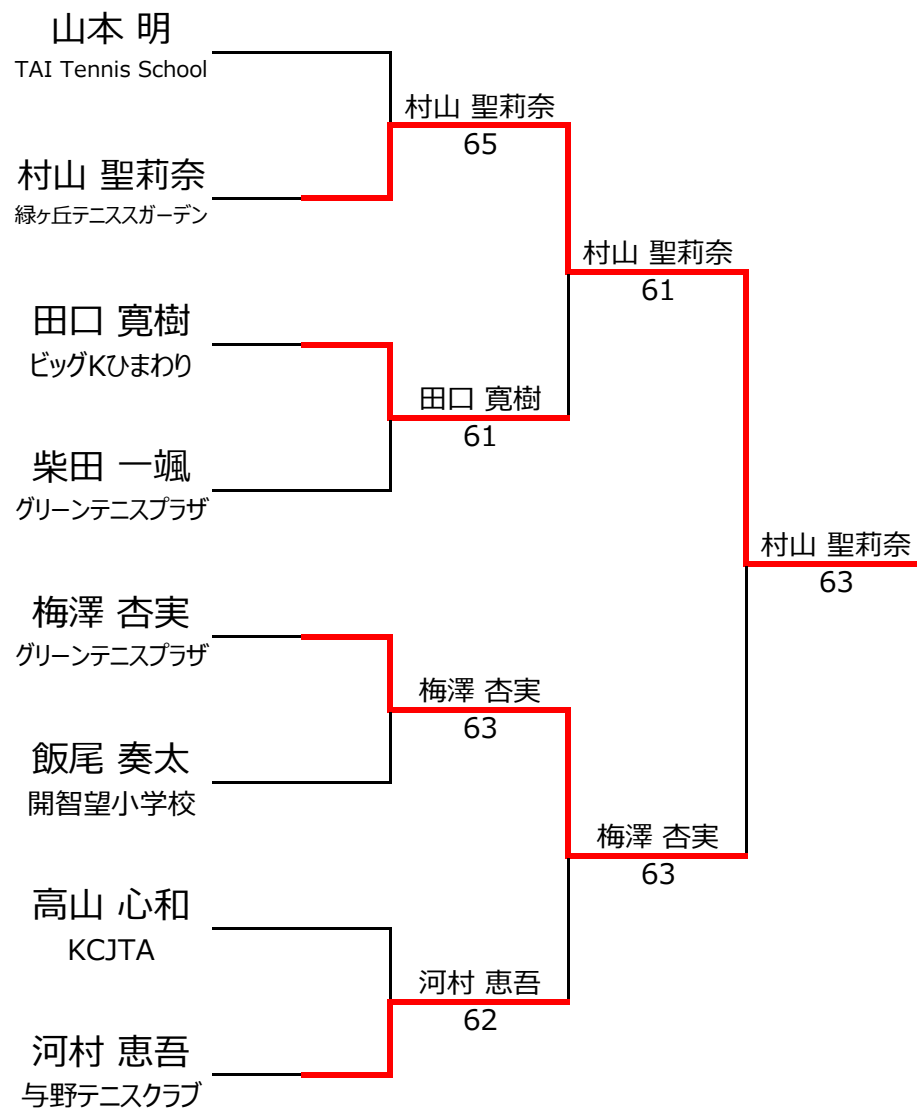 山本 明
TAI Tennis School
村山 聖莉奈
65
村山 聖莉奈
緑ヶ丘テニススガーデン
村山 聖莉奈
61
田口 寛樹
ビッグKひまわり
田口 寛樹
61
柴田 一颯
グリーンテニスプラザ
村山 聖莉奈
63
梅澤 杏実
グリーンテニスプラザ
梅澤 杏実
63
飯尾 奏太
開智望小学校
梅澤 杏実
63
高山 心和
KCJTA
河村 恵吾
62
河村 恵吾
与野テニスクラブ